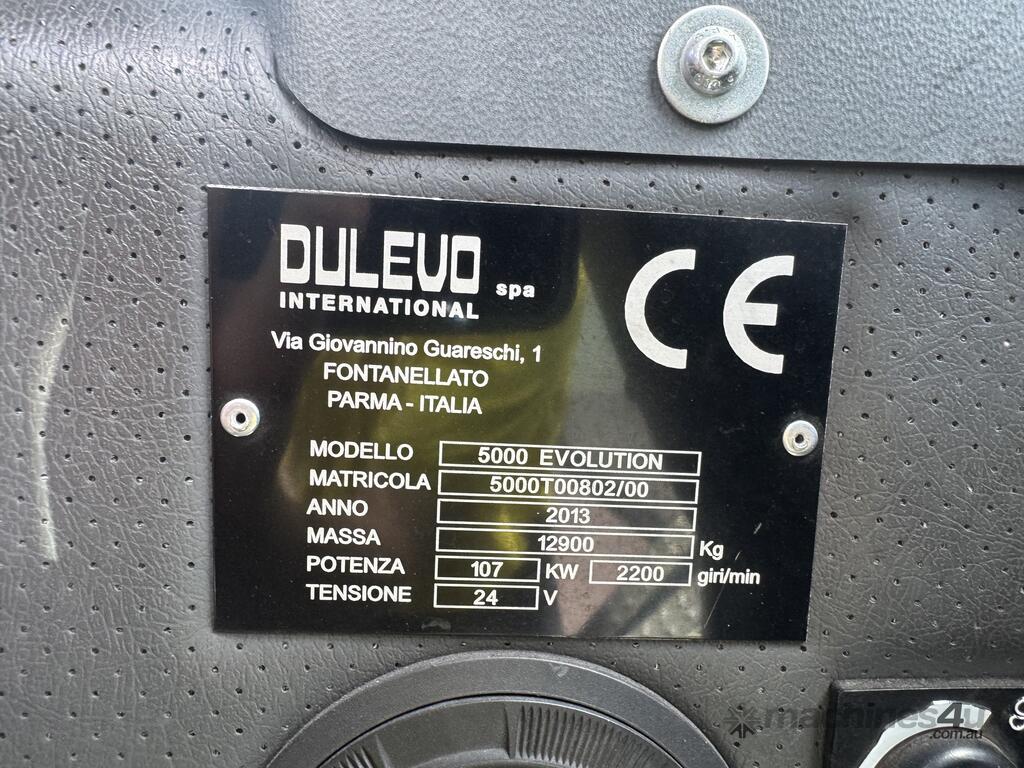 DULEVO
INTERNATIONAL spa
CE
Via Giovannino Guareschi, 1
FONTANELLATO
PARMA - ITALIA
MODELLO 5000 EVOLUTION
MATRICOLA 5000T00802/00
ANNO 2013
MASSA 12900 Kg
POTENZA 107 KW 2200 giri/min
TENSIONE 24 V
machines4u
.com.au